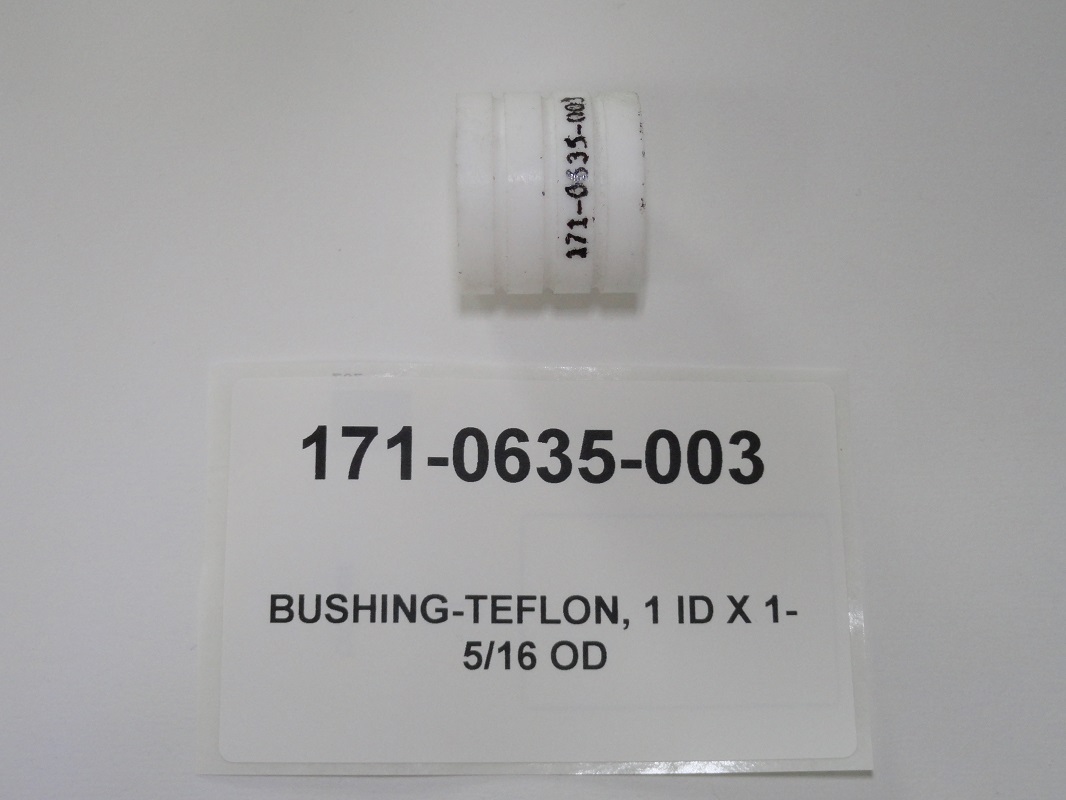 171-0635-003
171-0635-003
BUSHING-TEFLON, 1 ID X 1-
5/16 OD